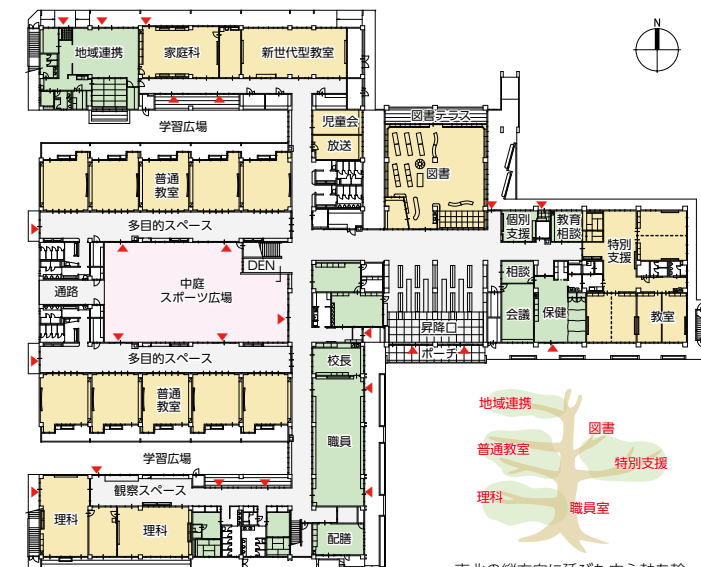 N
地域連携
家庭科
新世代型教室
学習広場
児童会
放送
図書テラス
図書
普通
教室
多目的スペース
個別
支援
教育
相談
特別
支援
DEN
通路
中庭
スポーツ広場
相談
会議
保健
教室
昇降口
ポーチ
多目的スペース
校長
普通
教室
職員
学習広場
観察スペース
理科
理科
配膳
地域連携
図書
普通教室
特別支援
理科
職員室